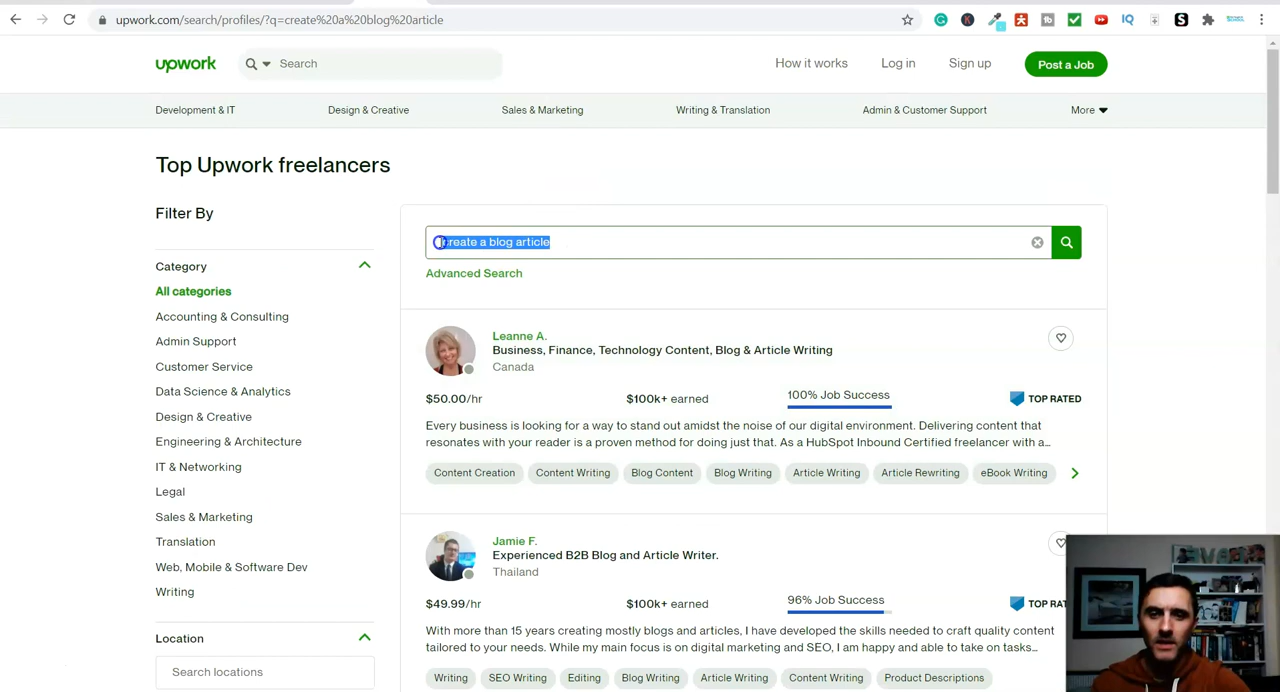 upwork.com/search/profiles/?q=create%20a%20blog%20article
upwork
Search
How it works
Log in
Sign up
Post a Job
Development & IT
Design & Creative
Sales & Marketing
Writing & Translation
Admin & Customer Support
More
Top Upwork freelancers
Filter By
Category
All categories
Accounting & Consulting
Admin Support
Customer Service
Data Science & Analytics
Design & Creative
Engineering & Architecture
IT & Networking
Legal
Sales & Marketing
Translation
Web, Mobile & Software Dev
Writing
Location
Search locations
create a blog article
Advanced Search
Leanne A.
Business, Finance, Technology Content, Blog & Article Writing
Canada
$50.00/hr
$100k+ earned
100% Job Success
TOP RATED
Every business is looking for a way to stand out amidst the noise of our digital environment. Delivering content that
resonates with your reader is a proven method for doing just that. As a HubSpot Inbound Certified freelancer with a…
Content Creation
Content Writing
Blog Content
Blog Writing
Article Writing
Article Rewriting
eBook Writing
Jamie F.
Experienced B2B Blog and Article Writer.
Thailand
$49.99/hr
$100k+ earned
96% Job Success
TOP RAT
With more than 15 years creating mostly blogs and articles, I have developed the skills needed to craft quality content
tailored to your needs. While my main focus is on digital marketing and SEO, I am happy and able to take on tasks…
Writing
SEO Writing
Editing
Blog Writing
Article Writing
Content Writing
Product Descriptions